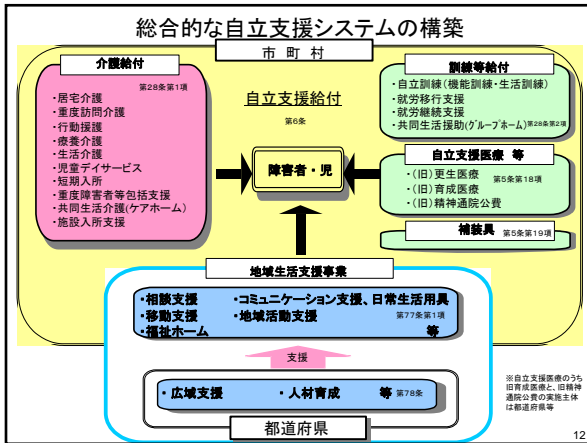 総合的な自立支援システムの構築
市 町 村
介護給付
第28条第1項
・居宅介護
・重度訪問介護
・行動援護
・療養介護
・生活介護
・児童デイサービス
・短期入所
・重度障害者等包括支援
・共同生活介護(ケアホーム)
・施設入所支援
自立支援給付
第6条
障害者・児
訓練等給付
・自立訓練(機能訓練・生活訓練)
・就労移行支援
・就労継続支援
・共同生活援助(グループホーム)第28条第2項
自立支援医療 等
・(旧)更生医療 第5条第18項
・(旧)育成医療
・(旧)精神通院公費
補装具 第5条第19項
地域生活支援事業
・相談支援 ・コミュニケーション支援、日常生活用具
・移動支援 ・地域活動支援 第77条第1項
・福祉ホーム 等
支援
・広域支援 ・人材育成 等 第78条
都道府県
※自立支援医療のうち
旧育成医療と、旧精神
通院公費の実施主体
は都道府県等
12